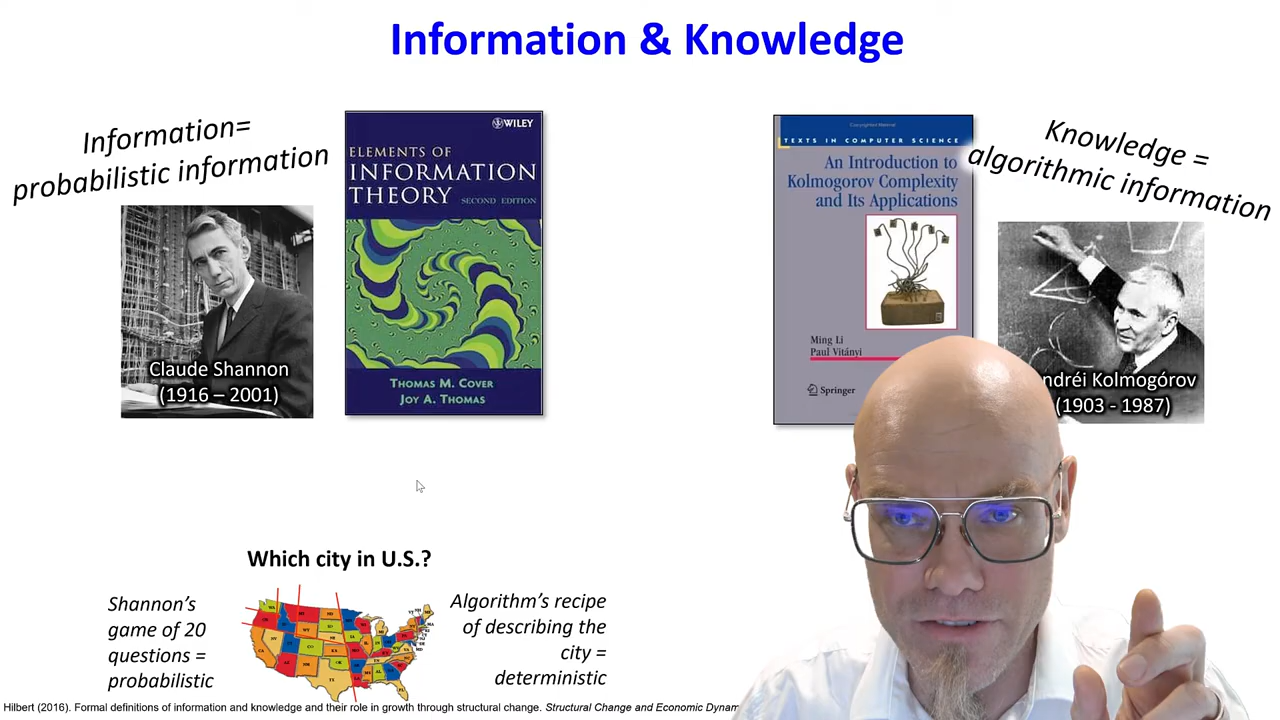 Information & Knowledge
Information=
probabilistic information
WILEY
ELEMENTS OF
INFORMATION
THEORY SECOND EDITION
THOMAS M. COVER
JOY A. THOMAS
Claude Shannon
(1916 – 2001)
Copyrighted Material
TEXTS IN COMPUTER SCIENCE
An Introduction to
Kolmogorov Complexity
and Its Applications
Ming Li
Paul Vitányi
Springer
Knowledge =
algorithmic information
ndréi Kolmogórov
(1903 - 1987)
Which city in U.S.?
Shannon's
game of 20
questions =
probabilistic
Algorithm's recipe
of describing the
city =
deterministic
Hilbert (2016). Formal definitions of information and knowledge and their role in growth through structural change. Structural Change and Economic Dynam